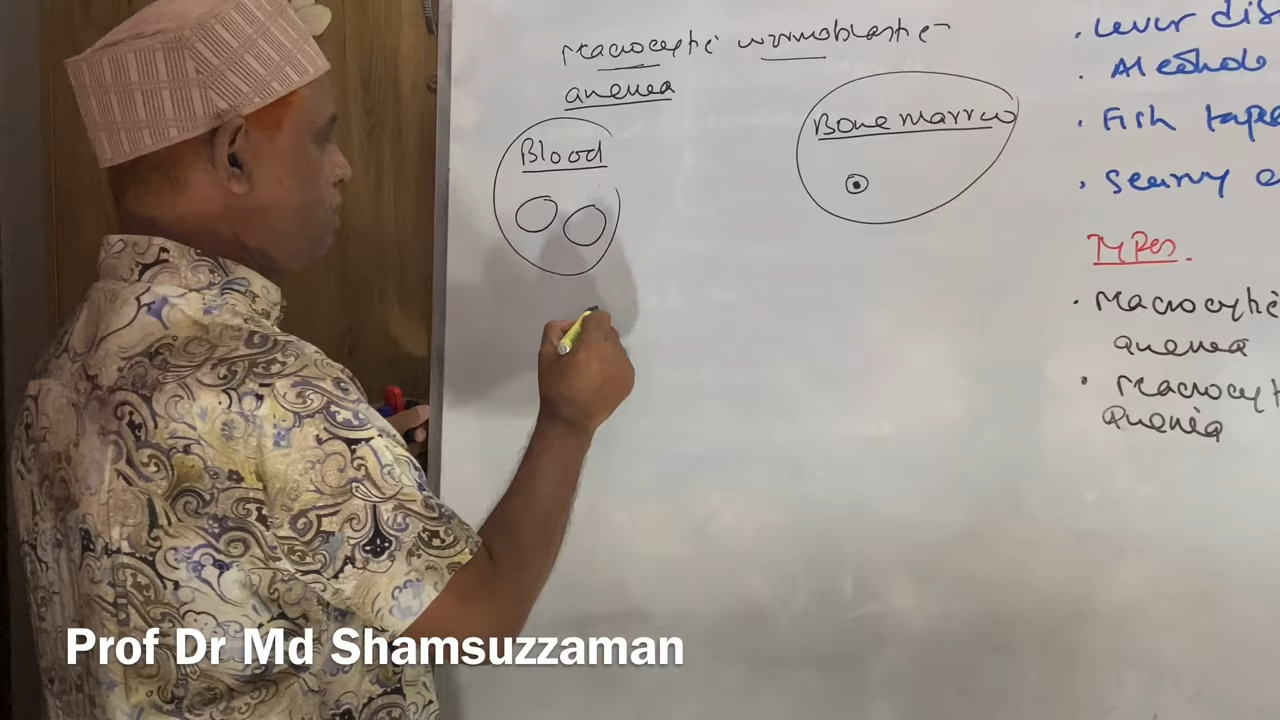 Macrocytic normoblastic
anemia
Blood
Bone marrow
. Liver dis
. Alcohol
. Fish tape
. Scurvy
Types.
. Macrocytic
anemia
. Macrocyt
anemia
Prof Dr Md Shamsuzzaman